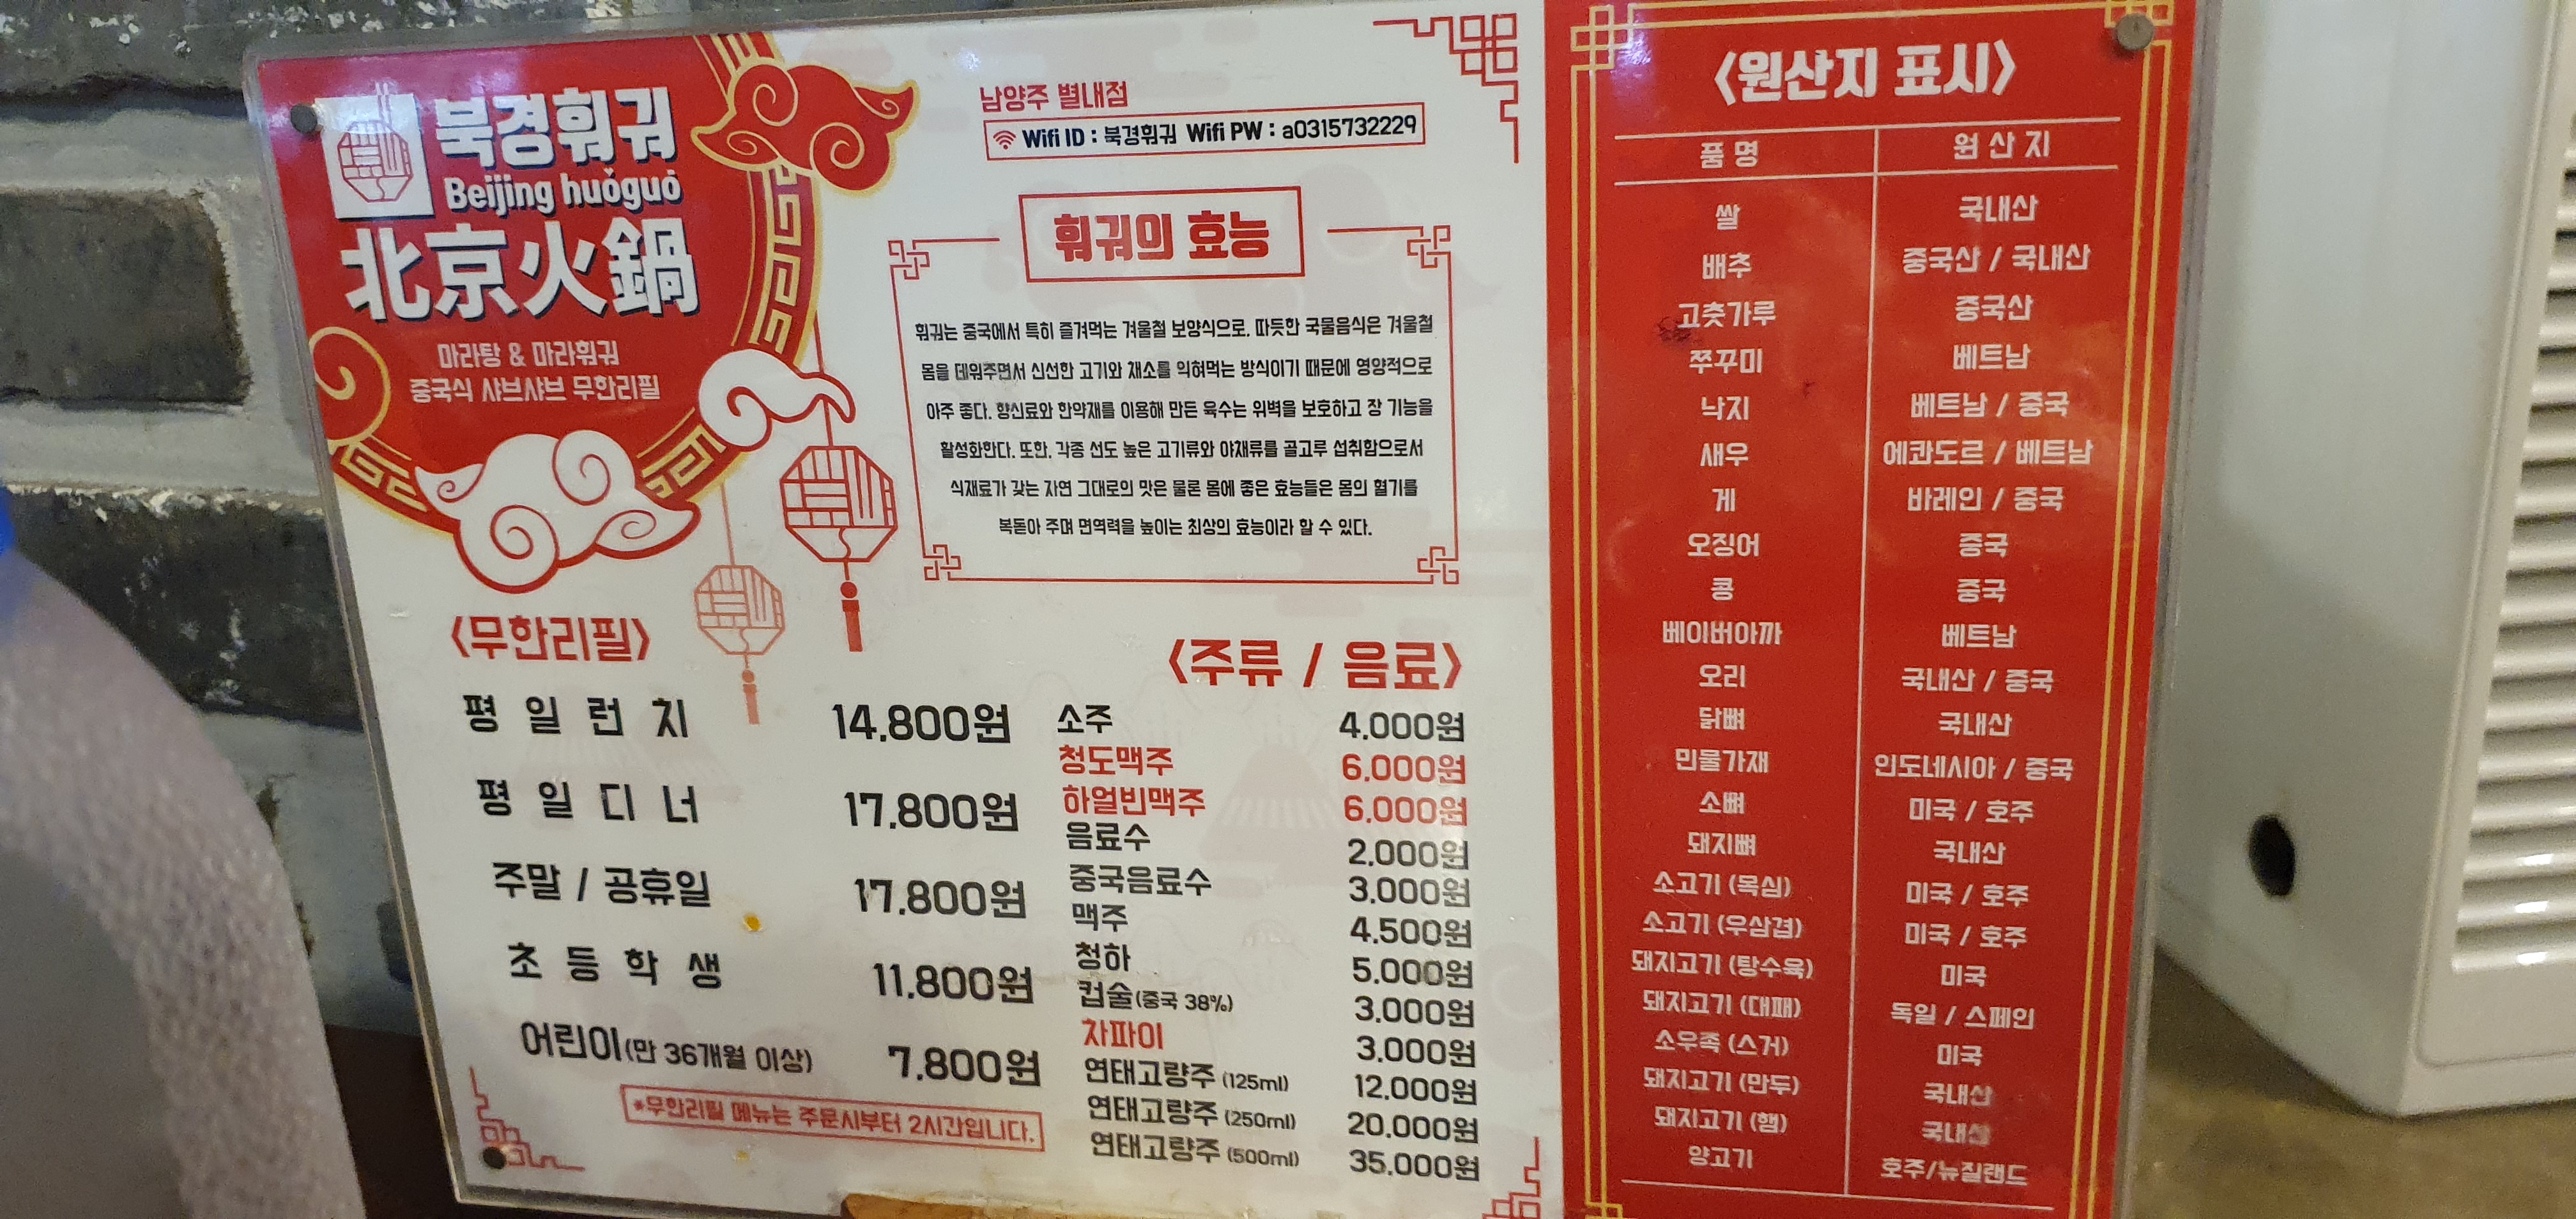 북경훠궈
Beijing huǒguō
北京火鍋
마라탕 & 마라훠궈
중국식 샤브샤브 무한리필
남양주 별내점
Wifi ID : 북경훠궈 Wifi PW : a0315732229
훠궈의 효능
훠궈는 중국에서 특히 즐겨먹는 겨울철 보양식으로, 따듯한 국물음식은 겨울철
몸을 데워주면서 신선한 고기와 채소를 익혀먹는 방식이기 때문에 영양적으로
아주 좋다. 향신료와 한약재를 이용해 만든 육수는 위벽을 보호하고 장 기능을
활성화한다. 또한, 각종 선도 높은 고기류와 야채류를 골고루 섭취함으로서
식재료가 갖는 자연 그대로의 맛은 물론 몸에 좋은 효능들은 몸의 혈기를
복돋아 주며 면역력을 높이는 최상의 효능이라 할 수 있다.
<무한리필>
평일런치 14,800원
평일디너 17,800원
주말 / 공휴일 17,800원
초등학생 11,800원
어린이(만 36개월 이상) 7,800원
*무한리필 메뉴는 주문시부터 2시간입니다.
<주류 / 음료>
소주 4,000원
청도맥주 6,000원
하얼빈맥주 6,000원
음료수 2,000원
중국음료수 3,000원
맥주 4,500원
청하 5,000원
컵술(중국 38%) 3,000원
차파이 3,000원
연태고량주 (125ml) 12,000원
연태고량주 (250ml) 20,000원
연태고량주 (500ml) 35,000원
<원산지 표시>
품명 원산지
쌀 국내산
배추 중국산 / 국내산
고춧가루 중국산
쭈꾸미 베트남
낙지 베트남 / 중국
새우 에콰도르 / 베트남
게 바레인 / 중국
오징어 중국
콩 중국
베이버아까 베트남
오리 국내산 / 중국
닭뼈 국내산
민물가재 인도네시아 / 중국
소뼈 미국 / 호주
돼지뼈 국내산
소고기 (목심) 미국 / 호주
소고기 (우삼겹) 미국 / 호주
돼지고기 (탕수육) 미국
돼지고기 (대패) 독일 / 스페인
소우족 (스거) 미국
돼지고기 (만두) 국내산
돼지고기 (햄) 국내산
양고기 호주/뉴질랜드